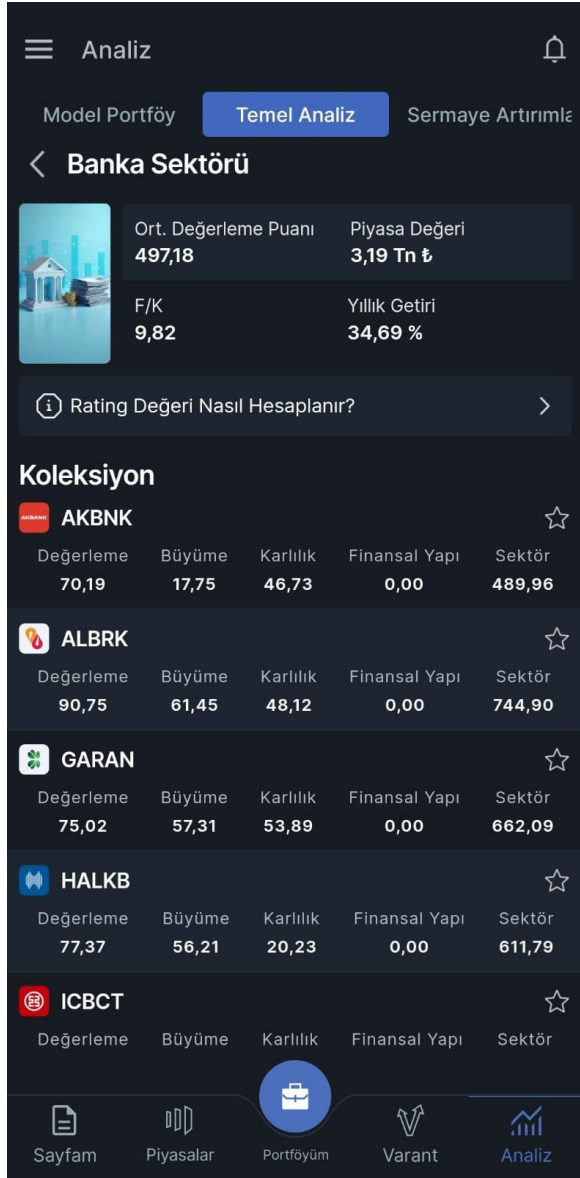 Analiz
Model Portföy Temel Analiz Sermaye Artırımla
Banka Sektörü
Ort. Değerleme Puanı Piyasa Değeri
497,18 3,19 Tn ₺
F/K Yıllık Getiri
9,82 34,69 %
Rating Değeri Nasıl Hesaplanır?
Koleksiyon
AKBANK AKBNK
Değerleme Büyüme Karlılık Finansal Yapı Sektör
70,19 17,75 46,73 0,00 489,96
ALBRK
Değerleme Büyüme Karlılık Finansal Yapı Sektör
90,75 61,45 48,12 0,00 744,90
GARAN
Değerleme Büyüme Karlılık Finansal Yapı Sektör
75,02 57,31 53,89 0,00 662,09
HALKB
Değerleme Büyüme Karlılık Finansal Yapı Sektör
77,37 56,21 20,23 0,00 611,79
ICBCT
Değerleme Büyüme Karlılık Finansal Yapı Sektör
Sayfam Piyasalar Portföyüm Varant Analiz